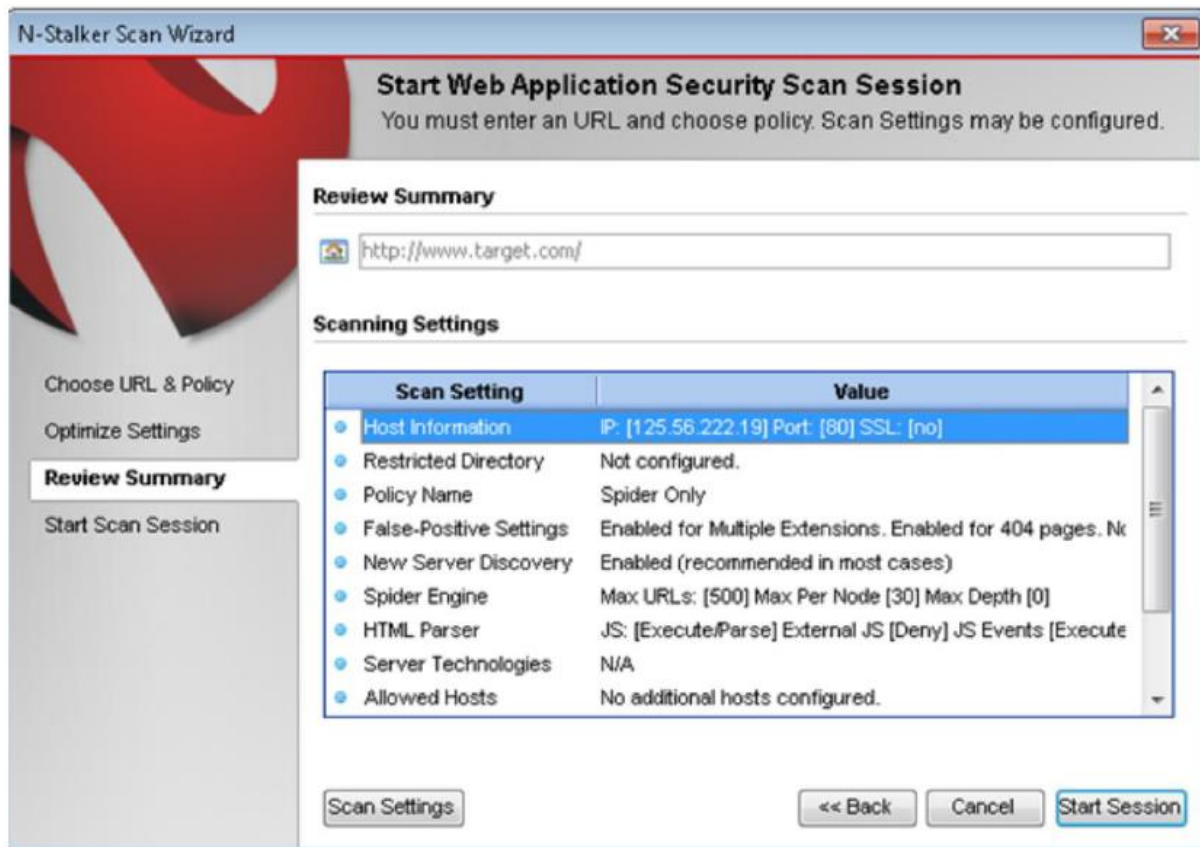 N-Stalker Scan Wizard
Start Web Application Security Scan Session
You must enter an URL and choose policy. Scan Settings may be configured.
Review Summary
http://www.target.com/
Scanning Settings
Choose URL & Policy
Optimize Settings
Review Summary
Start Scan Session
Scan Setting Value
Host Information IP: [125.56.222.19] Port: [80] SSL: [no]
Restricted Directory Not configured.
Policy Name Spider Only
False-Positive Settings Enabled for Multiple Extensions. Enabled for 404 pages. No
New Server Discovery Enabled (recommended in most cases)
Spider Engine Max URLs: [500] Max Per Node [30] Max Depth [0]
HTML Parser JS: [Execute/Parse] External JS [Deny] JS Events [Execute
Server Technologies N/A
Allowed Hosts No additional hosts configured.
Scan Settings << Back Cancel Start Session